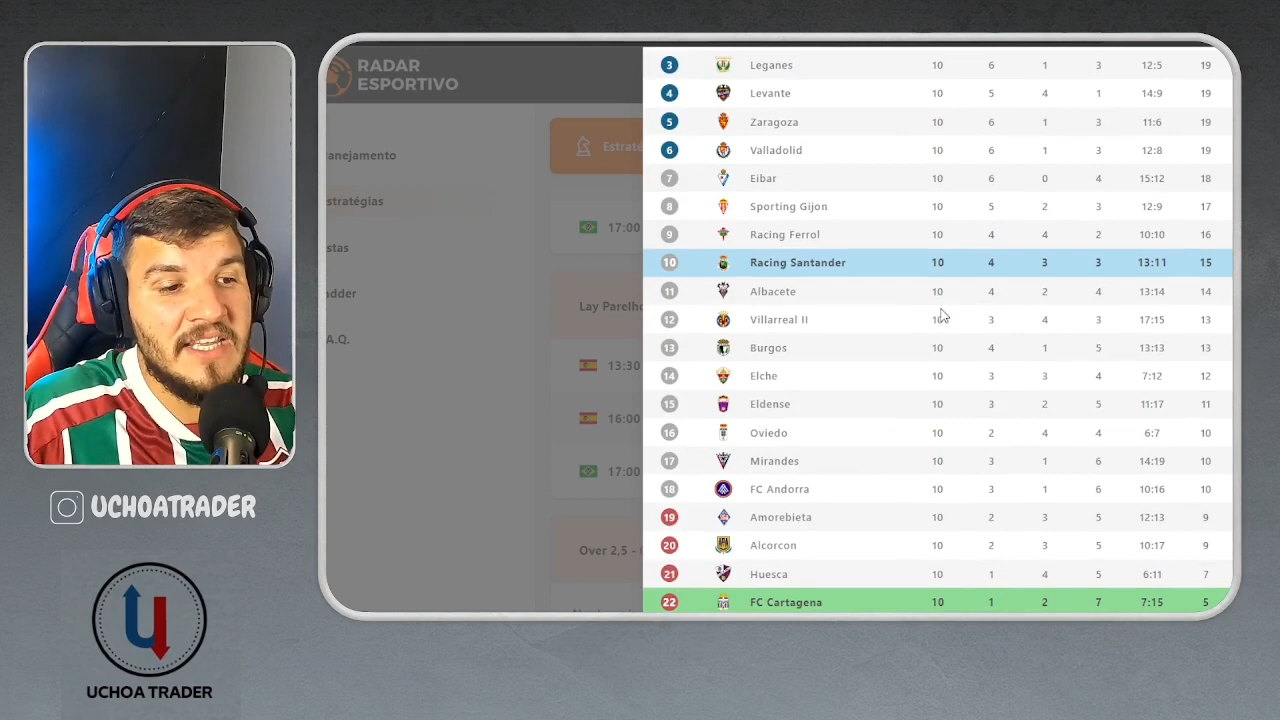 RADAR
ESPORTIVO
anejamento
stratégias
stas
adder
A.Q.
Estraté
17:00
Lay Parelho
13:30
16:00
17:00
Over 2,5 -
3 Leganes 10 6 1 3 12:5 19
4 Levante 10 5 4 1 14:9 19
5 Zaragoza 10 6 1 3 11:6 19
6 Valladolid 10 6 1 3 12:8 19
7 Eibar 10 6 0 4 15:12 18
8 Sporting Gijon 10 5 2 3 12:9 17
9 Racing Ferrol 10 4 4 2 10:10 16
10 Racing Santander 10 4 3 3 13:11 15
11 Albacete 10 4 2 4 13:14 14
12 Villarreal II 10 3 4 3 17:15 13
13 Burgos 10 4 1 5 13:13 13
14 Elche 10 3 3 4 7:12 12
15 Eldense 10 3 2 5 11:17 11
16 Oviedo 10 2 4 4 6:7 10
17 Mirandes 10 3 1 6 14:19 10
18 FC Andorra 10 3 1 6 10:16 10
19 Amorebieta 10 2 3 5 12:13 9
20 Alcorcon 10 2 3 5 10:17 9
21 Huesca 10 1 4 5 6:11 7
22 FC Cartagena 10 1 2 7 7:15 5
UCHOATRADER
UCHOA TRADER